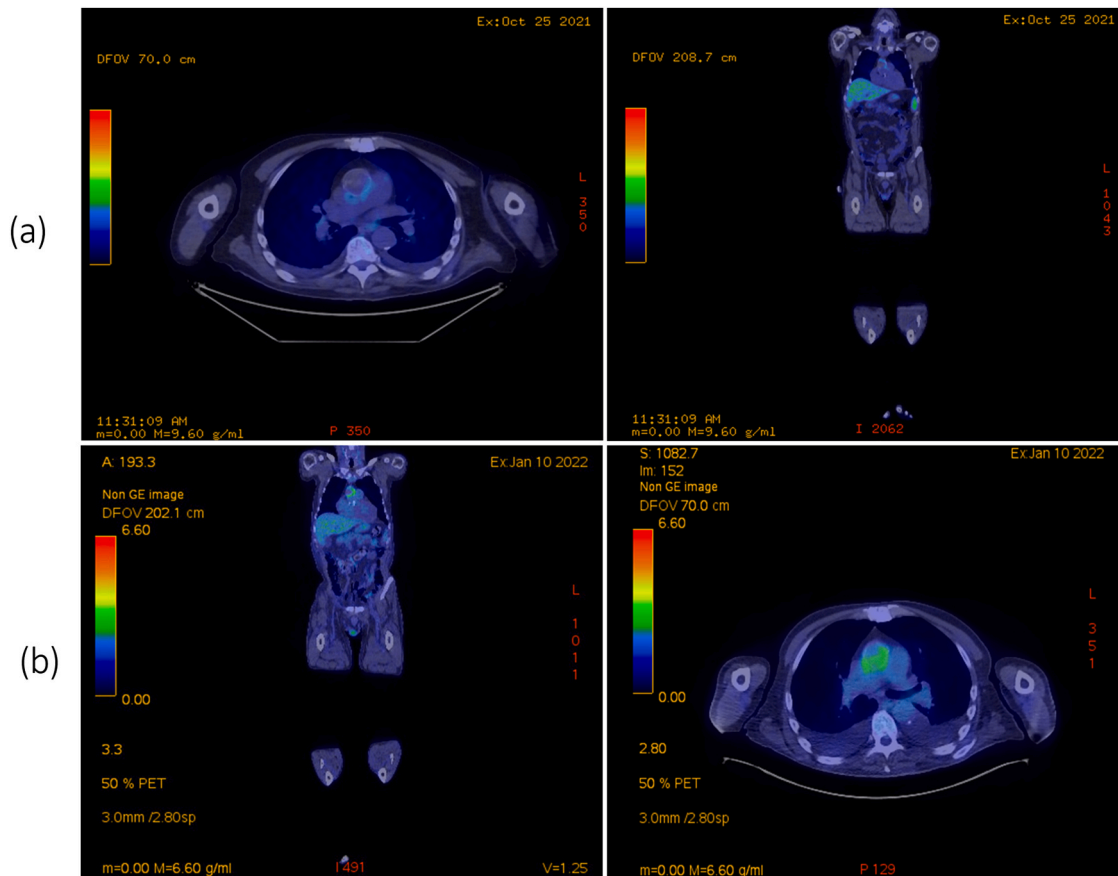 (a)
Ex:Oct 25 2021
DFOV 70.0 cm
L 350
11:31:09 AM
m=0.00 M=9.60 g/ml
P 350
Ex:Oct 25 2021
DFOV 208.7 cm
L 1043
11:31:09 AM
m=0.00 M=9.60 g/ml
I 2062
(b)
A: 193.3
Ex:Jan 10 2022
Non GE image
DFOV 202.1 cm
6.60
L 1011
0.00
3.3
50 % PET
3.0mm /2.80sp
m=0.00 M=6.60 g/ml
I 491
V=1.25
S: 1082.7
Ex:Jan 10 2022
Im: 152
Non GE image
DFOV 70.0 cm
6.60
L 351
0.00
2.80
50 % PET
3.0mm /2.80sp
m=0.00 M=6.60 g/ml
P 129